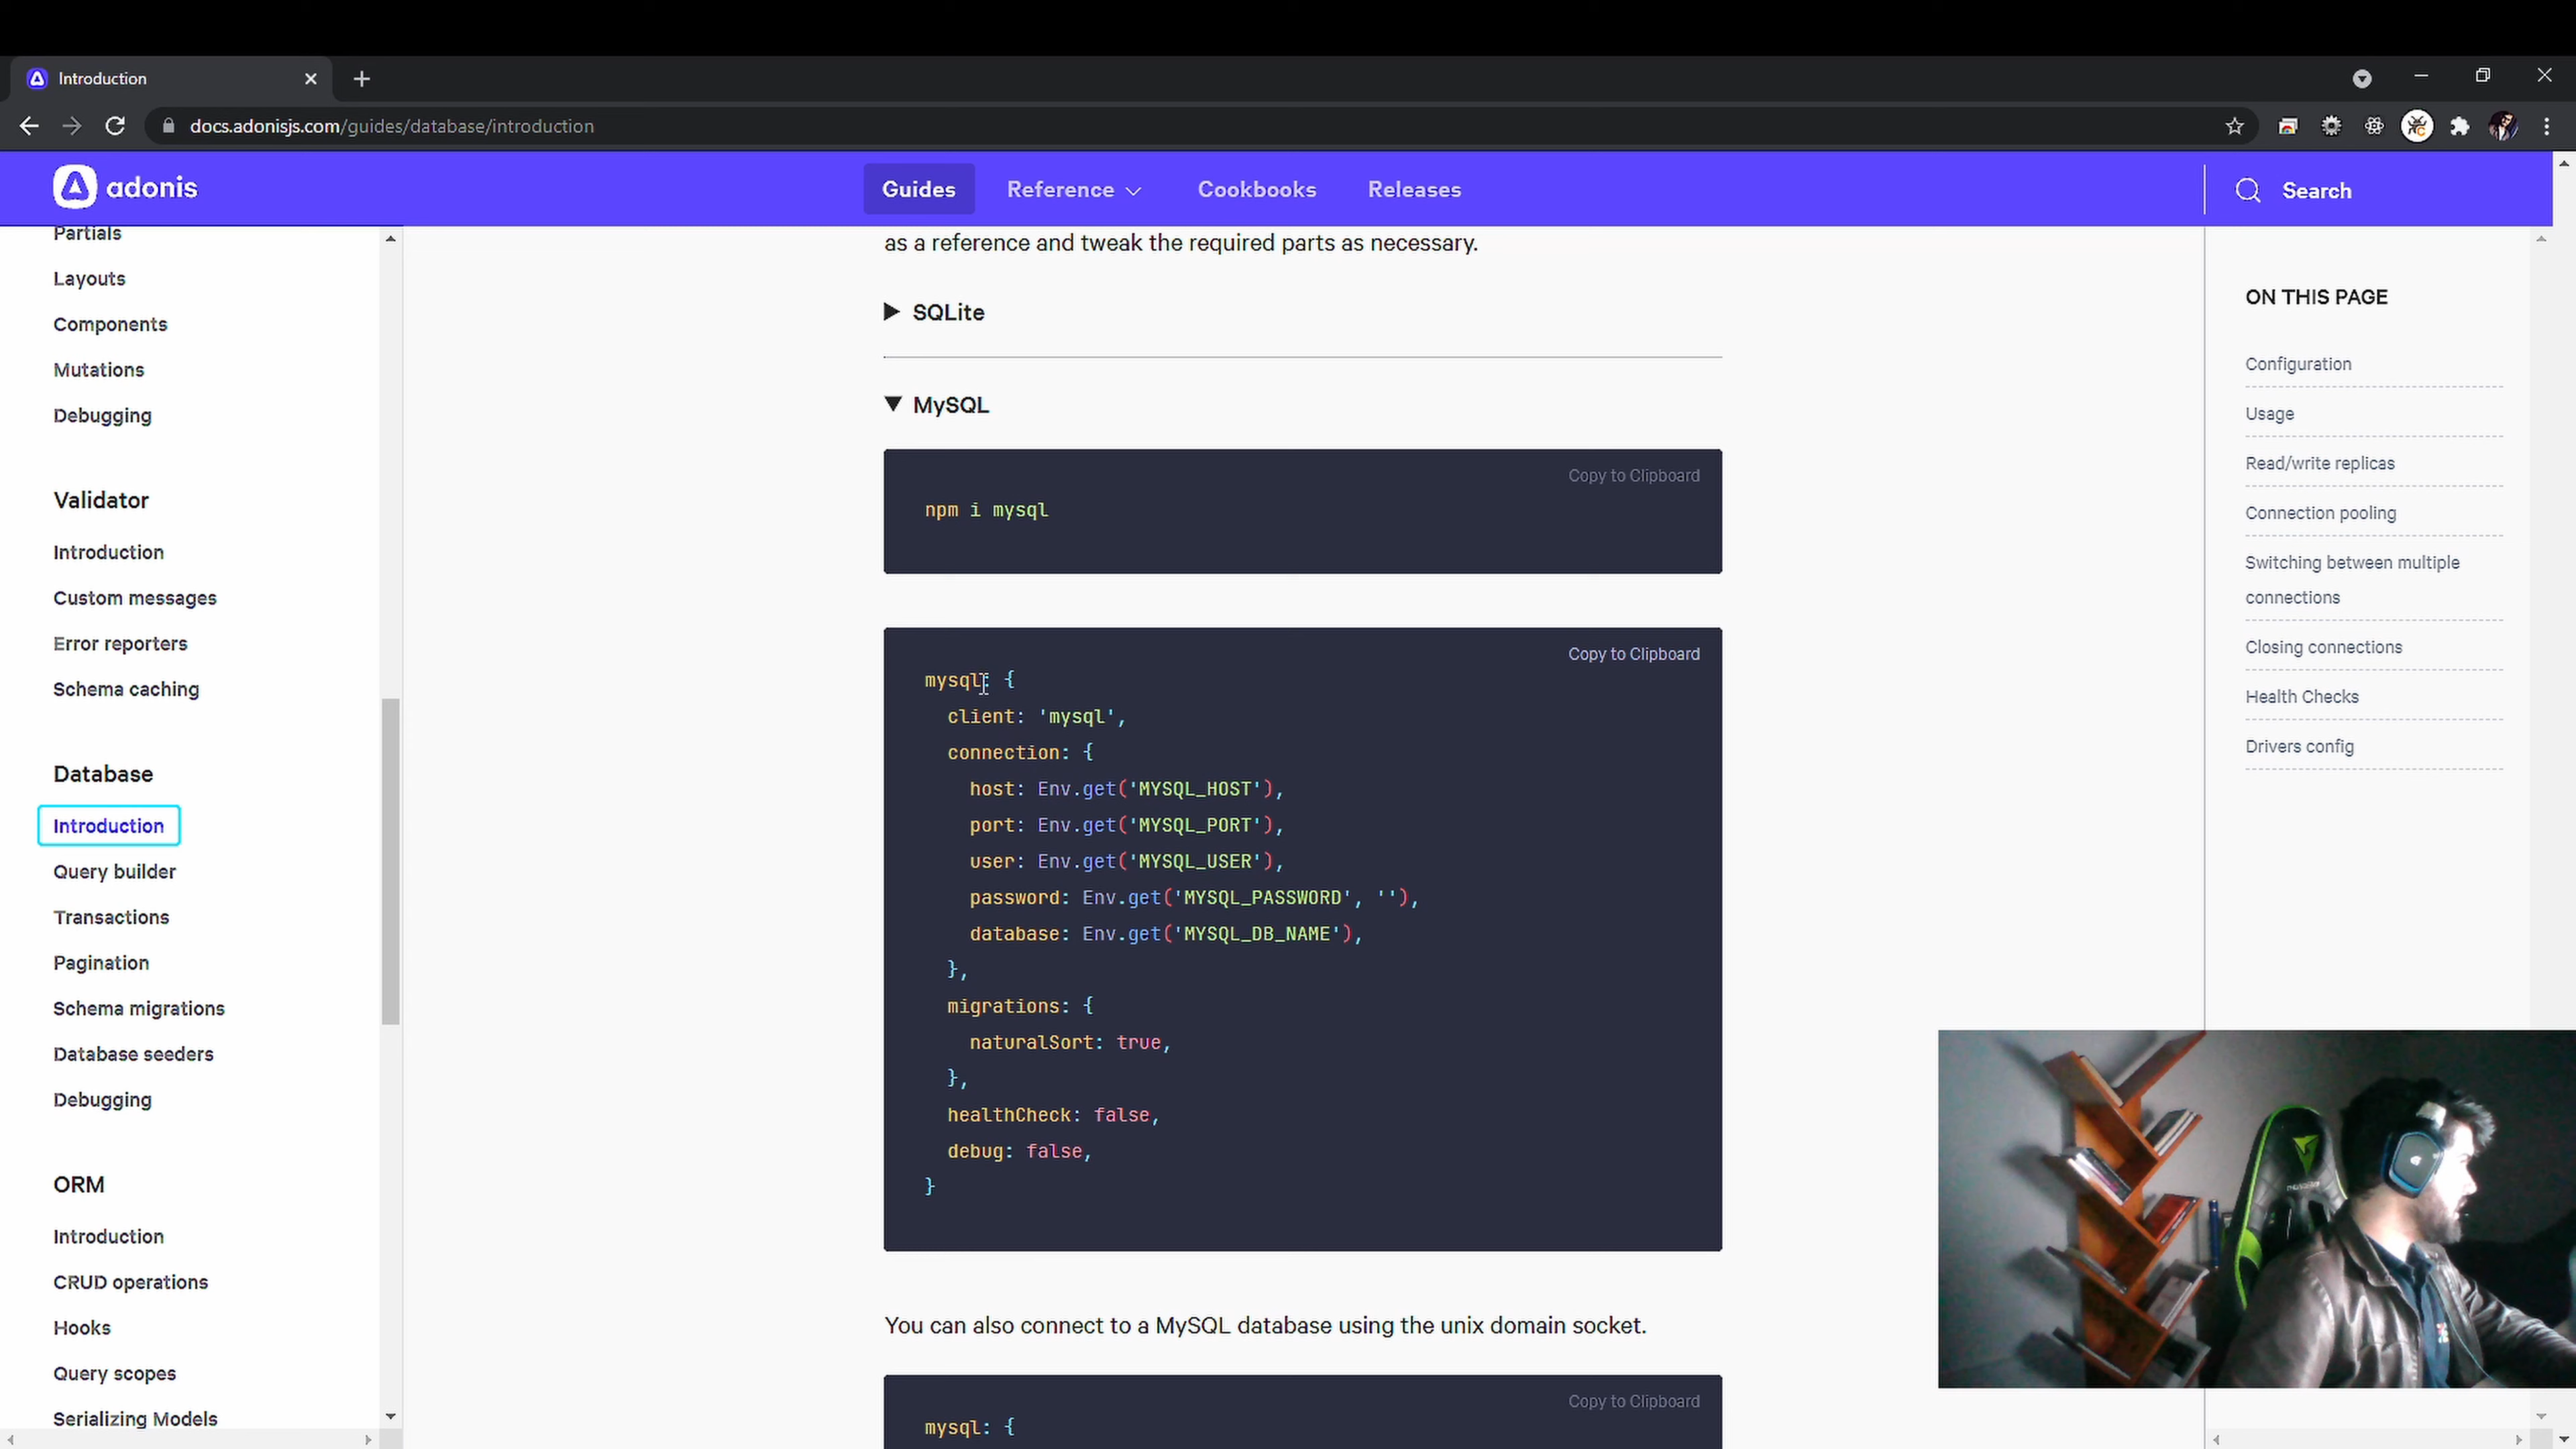 Introduction
docs.adonisjs.com/guides/database/introduction
adonis
Guides
Reference
Cookbooks
Releases
Search
Partials
Layouts
Components
Mutations
Debugging
Validator
Introduction
Custom messages
Error reporters
Schema caching
Database
Introduction
Query builder
Transactions
Pagination
Schema migrations
Database seeders
Debugging
ORM
Introduction
CRUD operations
Hooks
Query scopes
Serializing Models
as a reference and tweak the required parts as necessary.
SQLite
MySQL
Copy to Clipboard
npm i mysql
Copy to Clipboard
mysql: {
client: 'mysql',
connection: {
host: Env.get('MYSQL_HOST'),
port: Env.get('MYSQL_PORT'),
user: Env.get('MYSQL_USER'),
password: Env.get('MYSQL_PASSWORD', ''),
database: Env.get('MYSQL_DB_NAME'),
},
migrations: {
naturalSort: true,
},
healthCheck: false,
debug: false,
}
You can also connect to a MySQL database using the unix domain socket.
Copy to Clipboard
mysql: {
ON THIS PAGE
Configuration
Usage
Read/write replicas
Connection pooling
Switching between multiple
connections
Closing connections
Health Checks
Drivers config